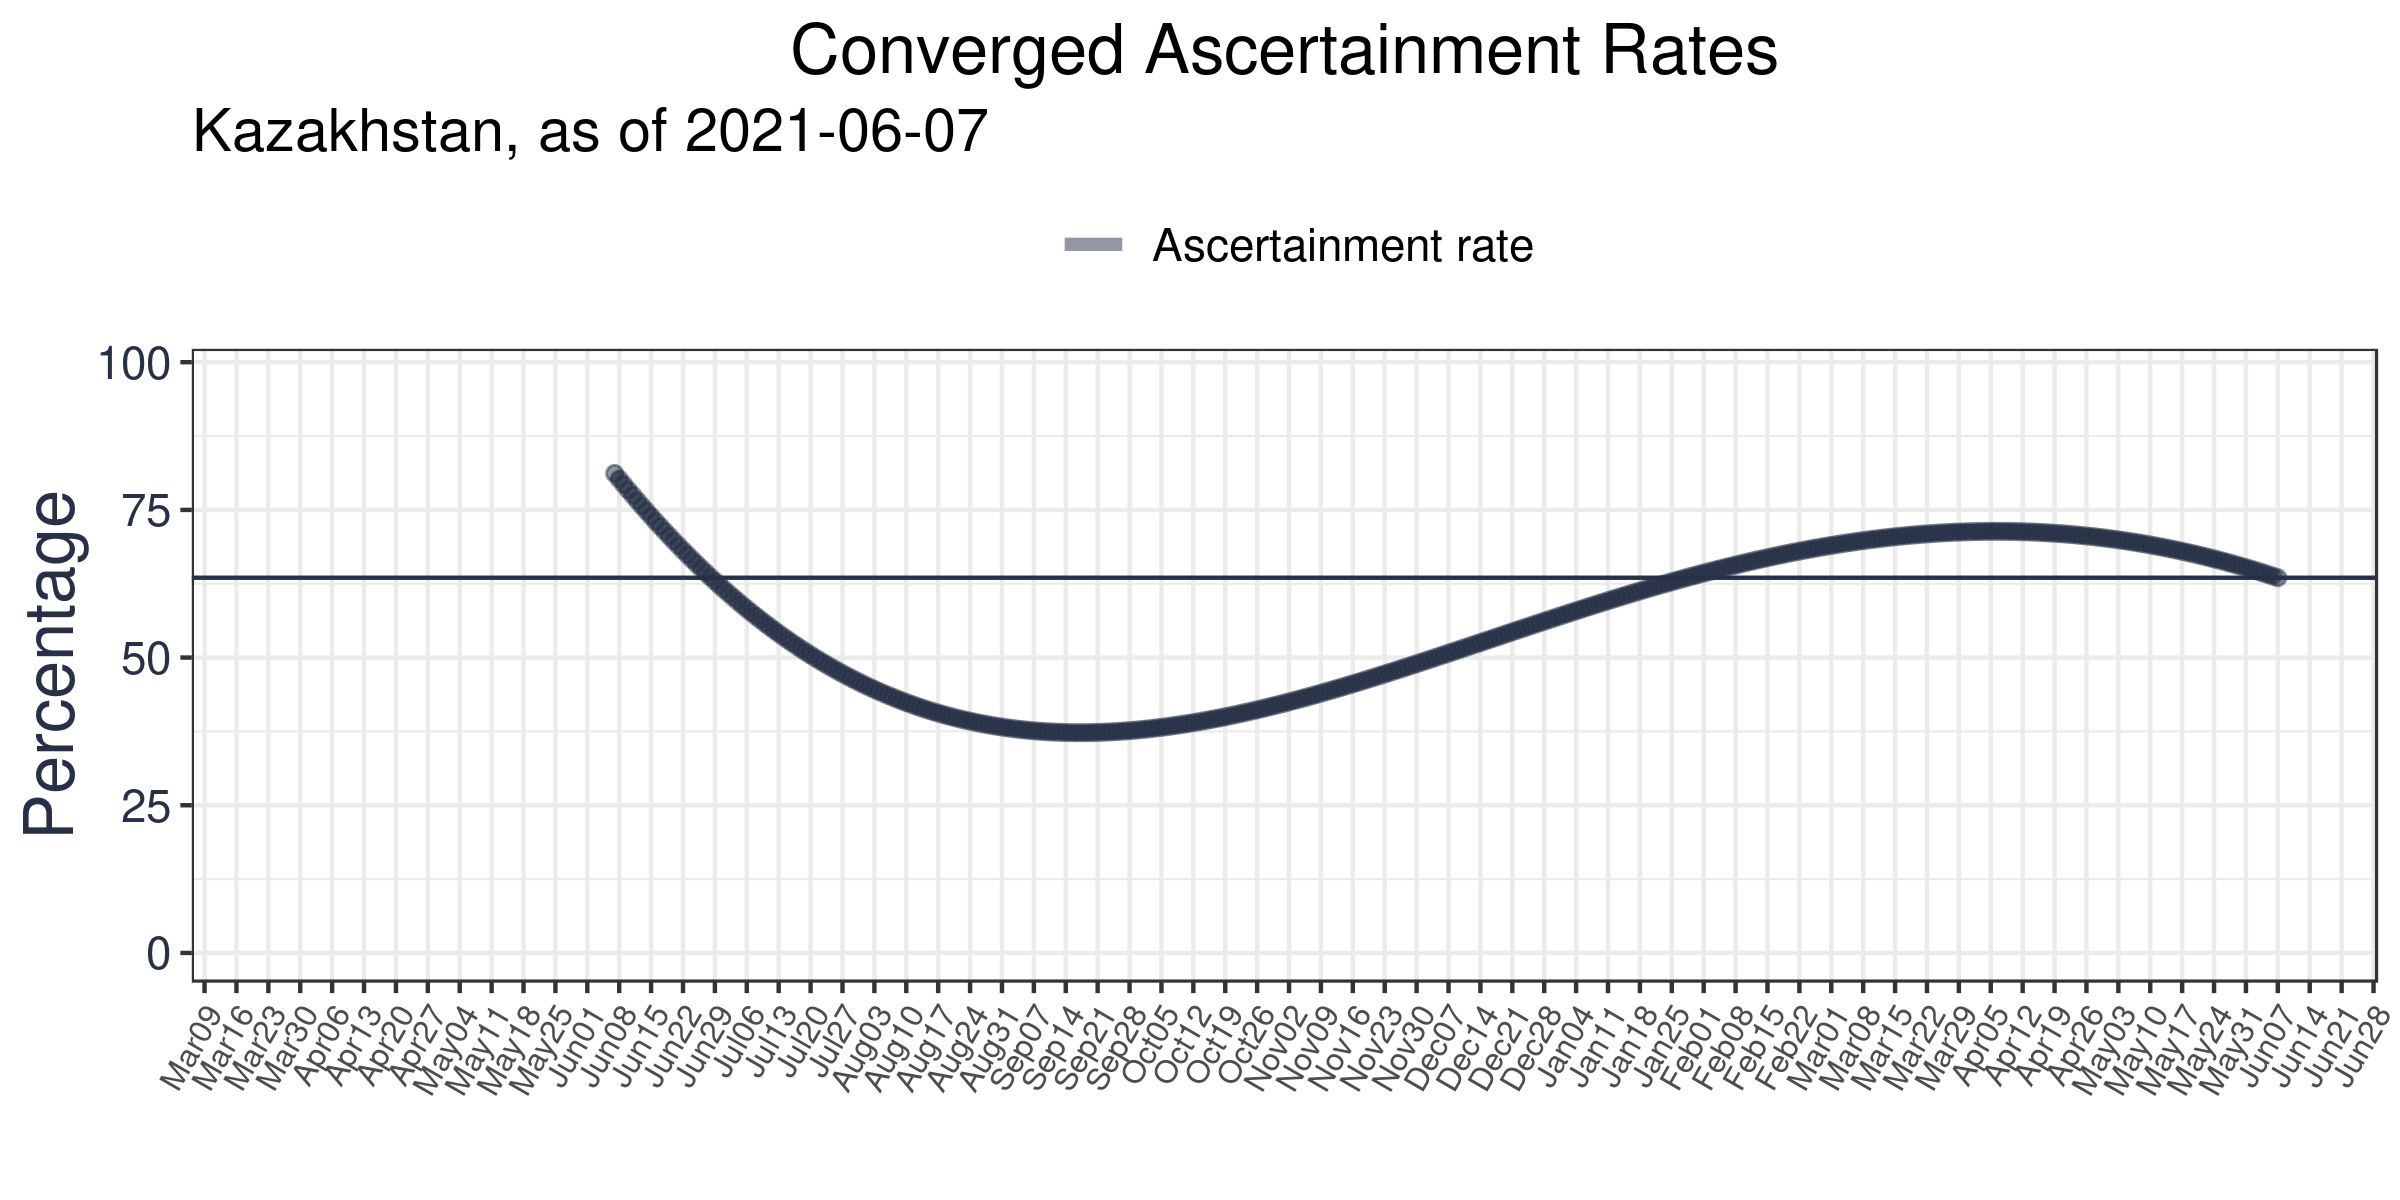 Converged Ascertainment Rates
Kazakhstan, as of 2021-06-07
Ascertainment rate
Percentage
100
75
50
25
0
Mar09 Mar16 Mar23 Mar30 Apr06 Apr13 Apr20 Apr27 May04 May11 May18 May25 Jun01 Jun08 Jun15 Jun22 Jun29 Jul06 Jul13 Jul20 Jul27 Aug03 Aug10 Aug17 Aug24 Aug31 Sep07 Sep14 Sep21 Sep28 Oct05 Oct12 Oct19 Oct26 Nov02 Nov09 Nov16 Nov23 Nov30 Dec07 Dec14 Dec21 Dec28 Jan04 Jan11 Jan18 Jan25 Feb01 Feb08 Feb15 Feb22 Mar01 Mar08 Mar15 Mar22 Mar29 Apr05 Apr12 Apr19 Apr26 May03 May10 May17 May24 May31 Jun07 Jun14 Jun21 Jun28